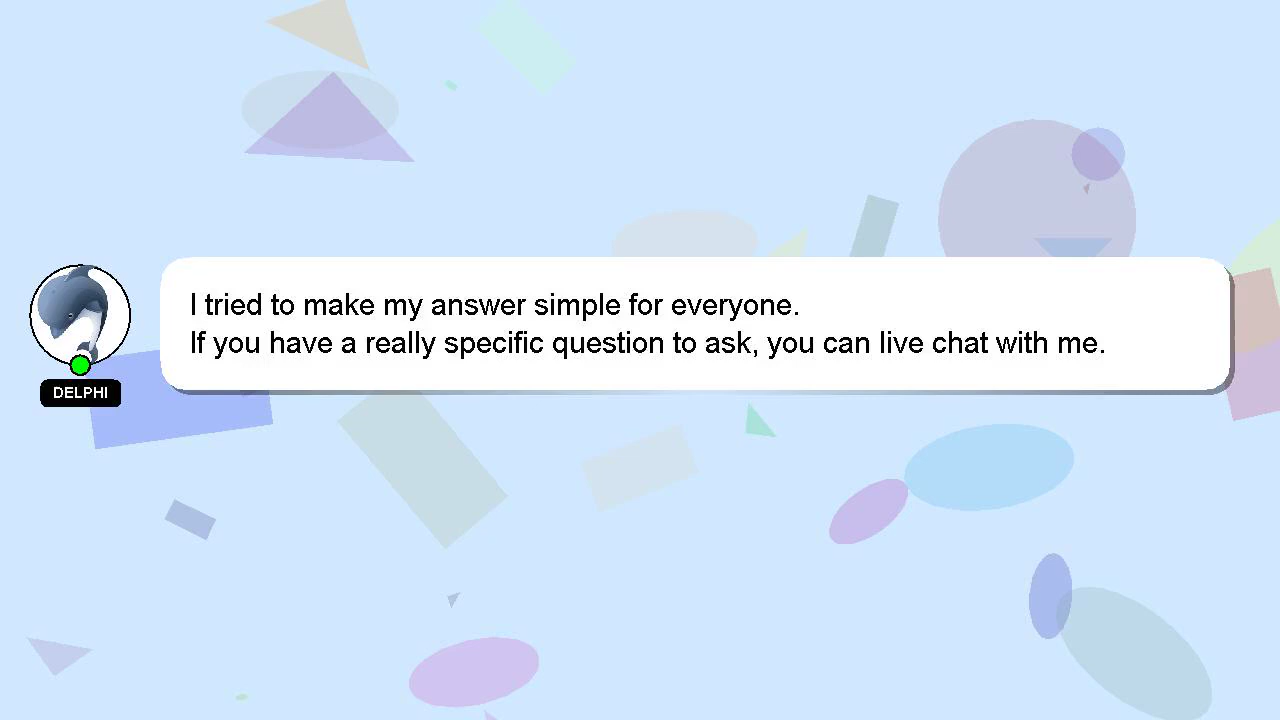 I tried to make my answer simple for everyone.
If you have a really specific question to ask, you can live chat with me.
DELPHI